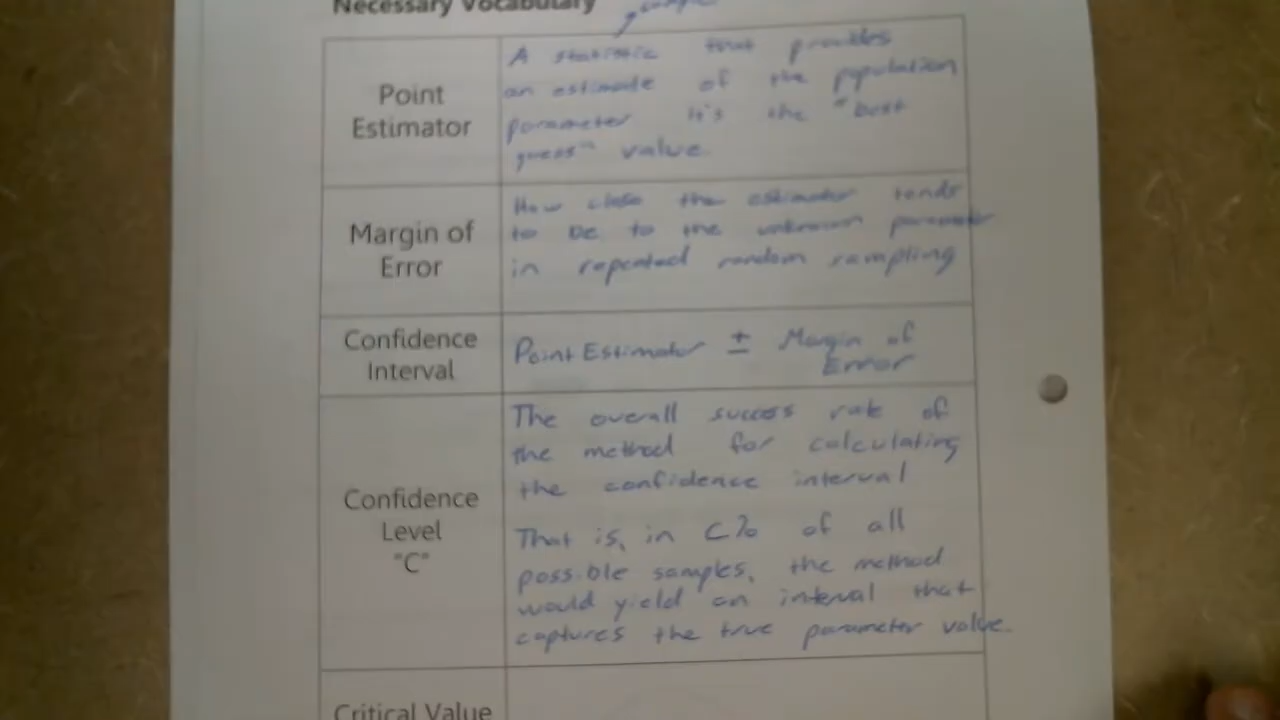 Necessary Vocabulary
Point
Estimator
A statistic that provides
an estimate of the population
parameter It's the "best
guess" value.
Margin of
Error
How close the estimator tends
to be to the unknown parameter
in repeated random sampling
Confidence
Interval
Point Estimator ± Margin of
Error
Confidence
Level
"C"
The overall success rate of
the method for calculating
the confidence interval
That is, in C% of all
possible samples, the method
would yield an interval that
captures the true parameter value.
Critical Value